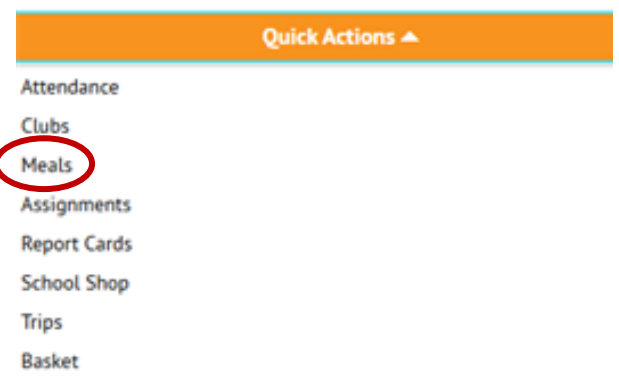 Quick Actions
Attendance
Clubs
Meals
Assignments
Report Cards
School Shop
Trips
Basket